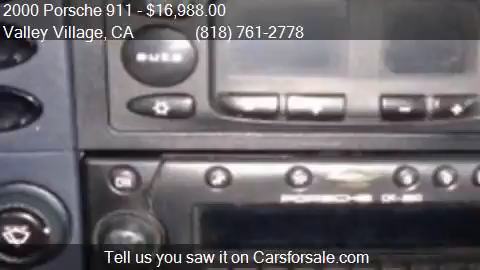 2000 Porsche 911 - $16,988.00
Valley Village, CA (818) 761-2778
auto
- +
Tell us you saw it on Carsforsale.com